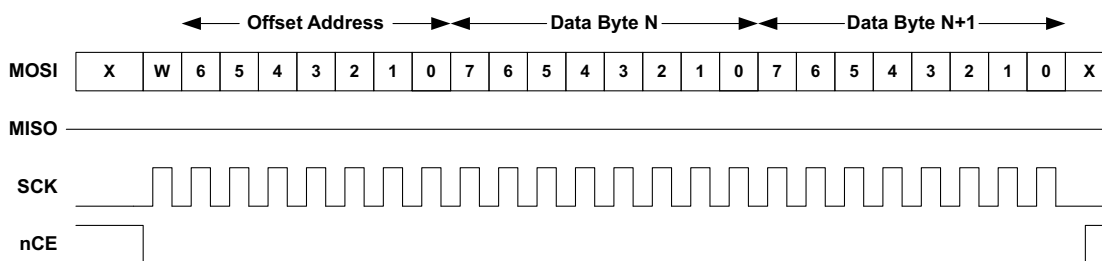 Offset Address Data Byte N Data Byte N+1
MOSI X W 6 5 4 3 2 1 0 7 6 5 4 3 2 1 0 7 6 5 4 3 2 1 0 X
MISO
SCK
nCE